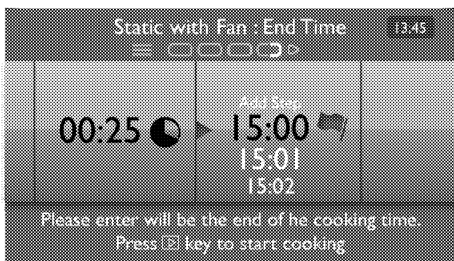 Static with Fan : End Time
13.45
Add Step
00:25
15:00
15:01
15:02
Please enter will be the end of he cooking time.
Press key to start cooking